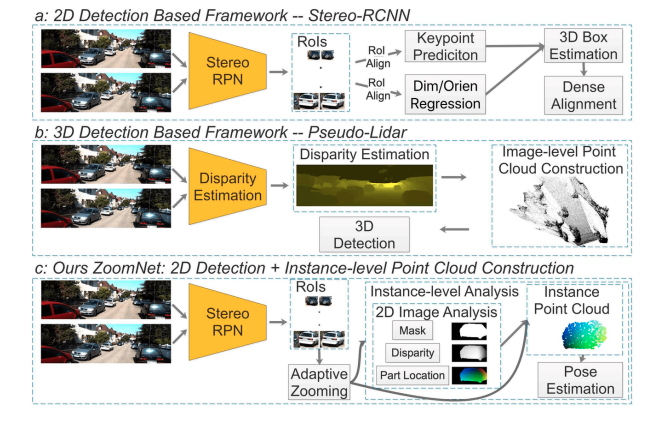 a: 2D Detection Based Framework -- Stereo-RCNN
Stereo
RPN
RoIs
RoI
Align
RoI
Align
Keypoint
Prediciton
Dim/Orien
Regression
3D Box
Estimation
Dense
Alignment
b: 3D Detection Based Framework -- Pseudo-Lidar
Disparity
Estimation
Disparity Estimation
Image-level Point
Cloud Construction
3D
Detection
c: Ours ZoomNet: 2D Detection + Instance-level Point Cloud Construction
Stereo
RPN
RoIs
Adaptive
Zooming
Instance-level Analysis
2D Image Analysis
Mask
Disparity
Part Location
Instance
Point Cloud
Pose
Estimation